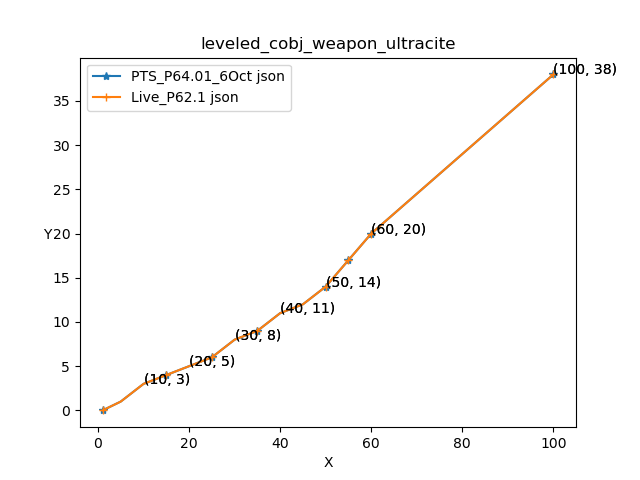 leveled_cobj_weapon_ultracite
PTS_P64.01_6Oct json
Live_P62.1 json
(100, 38)
35
30
25
Y
20
(60, 20)
15
(50, 14)
10
(40, 11)
(30, 8)
5
(20, 5)
(10, 3)
0
0 20 40 60 80 100
X